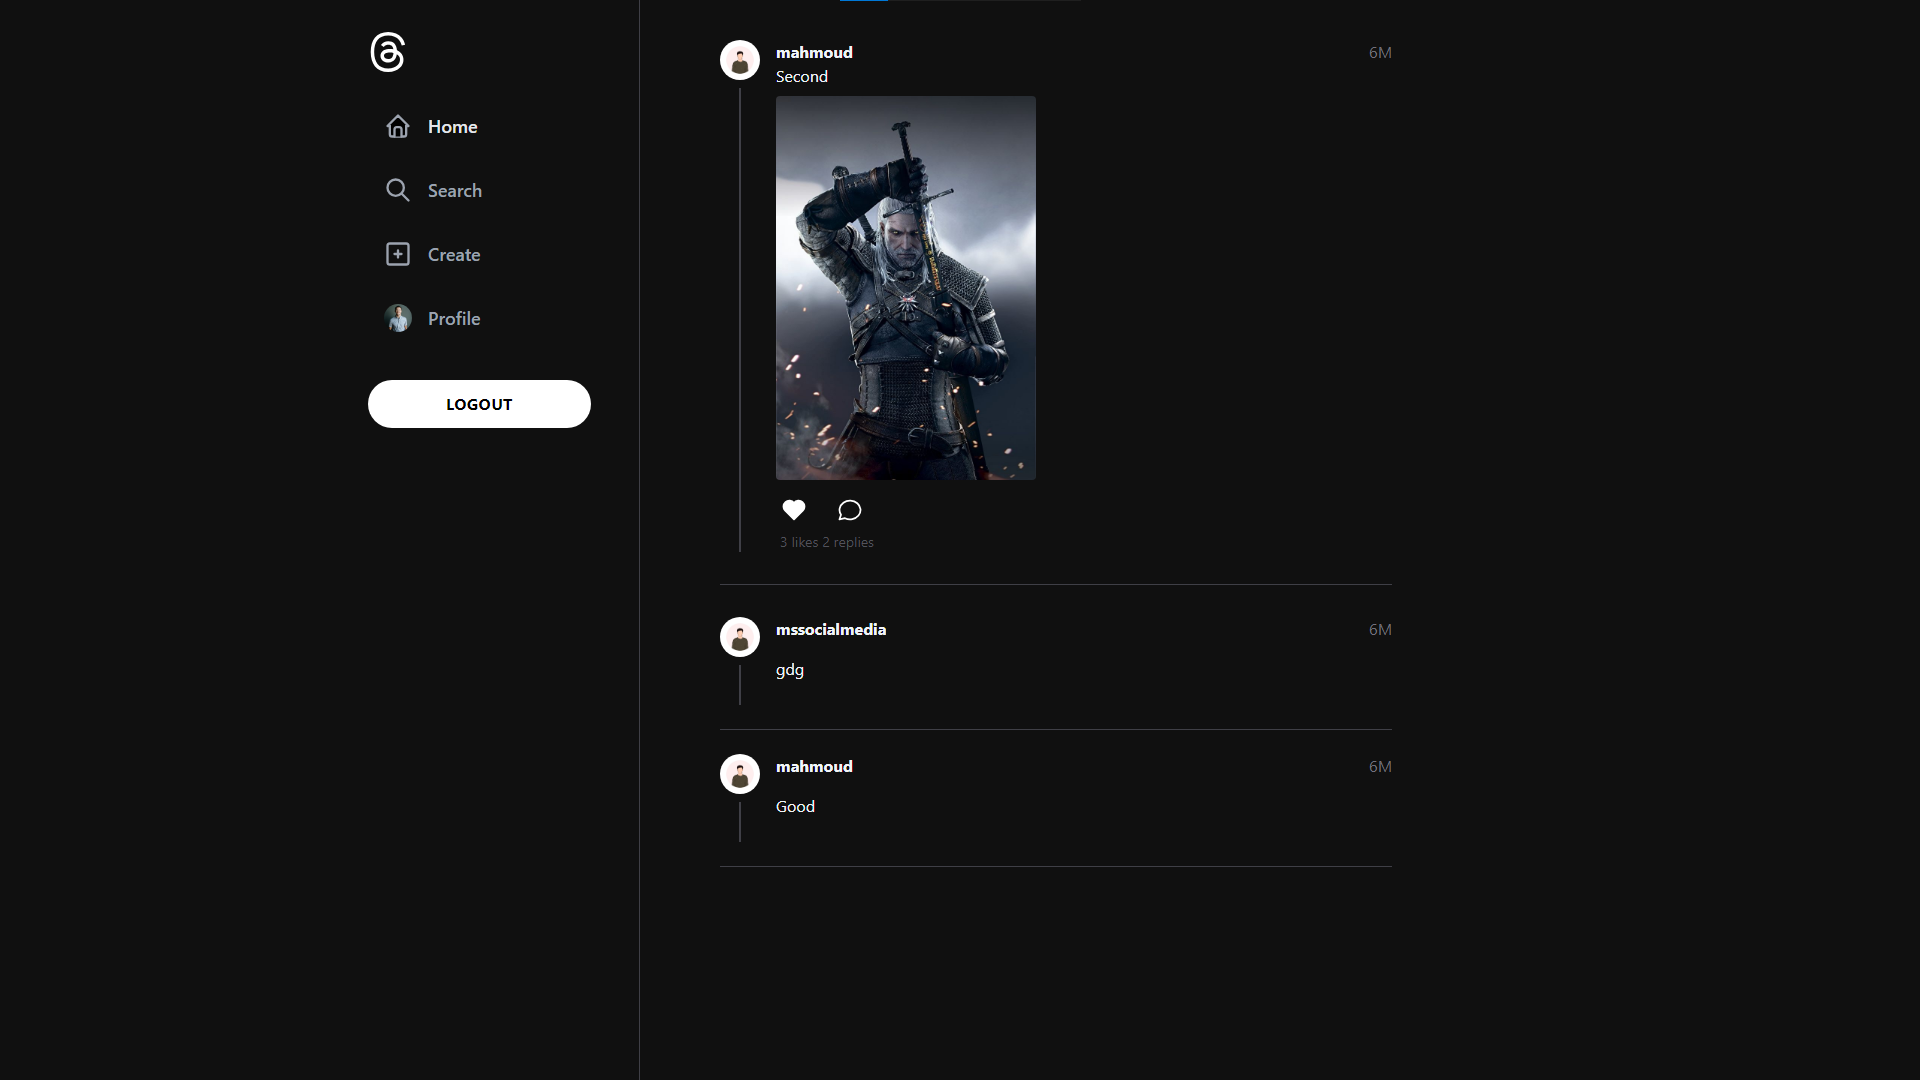 Home
Search
Create
Profile
LOGOUT
mahmoud 6M
Second
3 likes 2 replies
mssocialmedia 6M
gdg
mahmoud 6M
Good